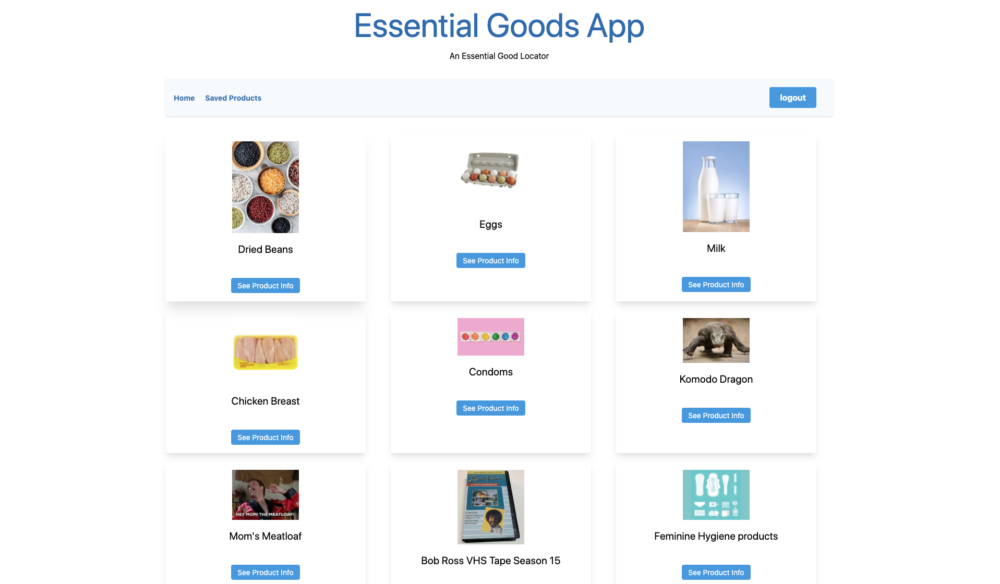 Essential Goods App
An Essential Good Locator
Home Saved Products logout
Dried Beans
See Product Info
Eggs
See Product Info
Milk
See Product Info
Chicken Breast
See Product Info
Condoms
See Product Info
Komodo Dragon
See Product Info
HEY MOM! THE MEATLOAF!
Mom's Meatloaf
See Product Info
Bob Ross
Bob Ross VHS Tape Season 15
Feminine Hygiene products
See Product Info